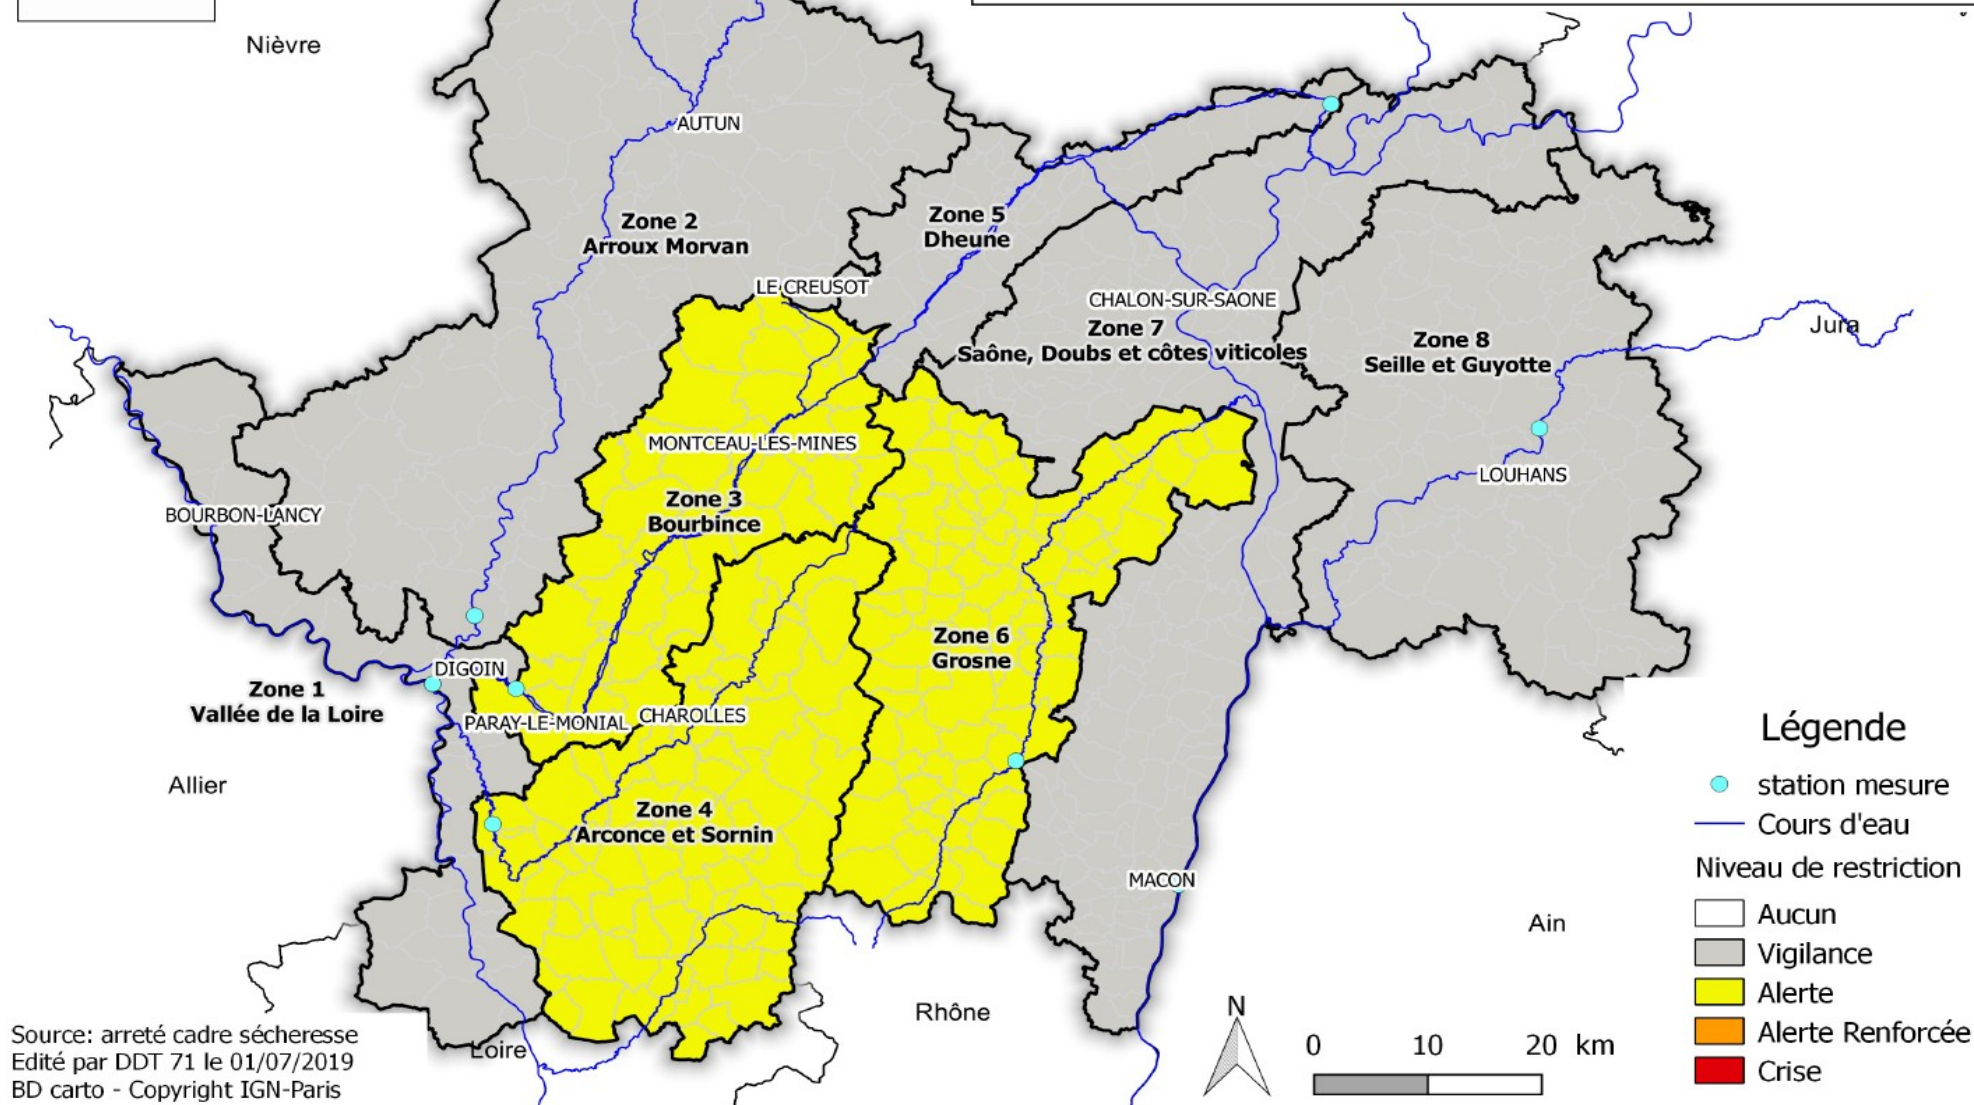 Nièvre
AUTUN
Zone 2
Arroux Morvan
Zone 5
Dheune
LE CREUSOT
CHALON-SUR-SAONE
Zone 7
Saône, Doubs et côtes viticoles
Zone 8
Seille et Guyotte
Jura
MONTCEAU-LES-MINES
LOUHANS
Zone 3
Bourbince
BOURBON-LANCY
Zone 6
Grosne
DIGOIN
Zone 1
Vallée de la Loire
PARAY-LE-MONIAL
CHAROLLES
Allier
Zone 4
Arconce et Sornin
MACON
Ain
Rhône
Loire
Légende
station mesure
Cours d'eau
Niveau de restriction
Aucun
Vigilance
Alerte
Alerte Renforcée
Crise
N
0 10 20 km
Source: arreté cadre sécheresse
Edité par DDT 71 le 01/07/2019
BD carto - Copyright IGN-Paris